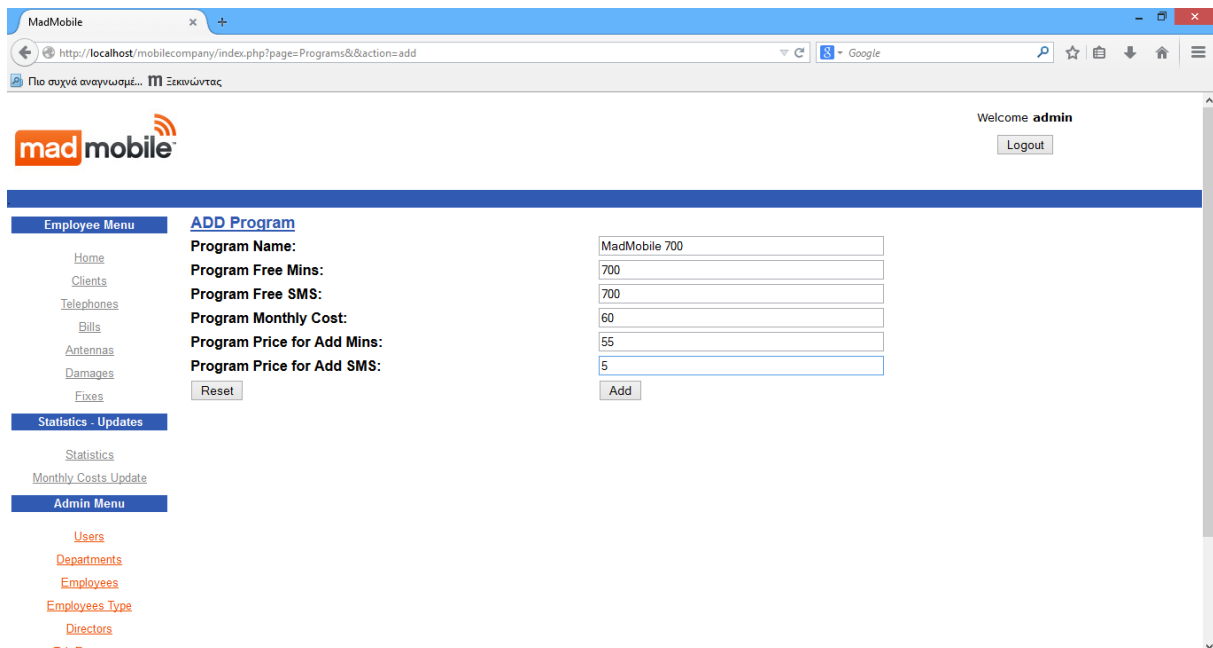 MadMobile
http://localhost/mobilecompany/index.php?page=Programs&&action=add
Google
Πιο συχνά αναγνωσμέ... Ξεκινώντας
mad mobile
Welcome admin
Logout
Employee Menu
Home
Clients
Telephones
Bills
Antennas
Damages
Fixes
Statistics - Updates
Statistics
Monthly Costs Update
Admin Menu
Users
Departments
Employees
Employees Type
Directors
ADD Program
Program Name: MadMobile 700
Program Free Mins: 700
Program Free SMS: 700
Program Monthly Cost: 60
Program Price for Add Mins: 55
Program Price for Add SMS: 5
Reset Add